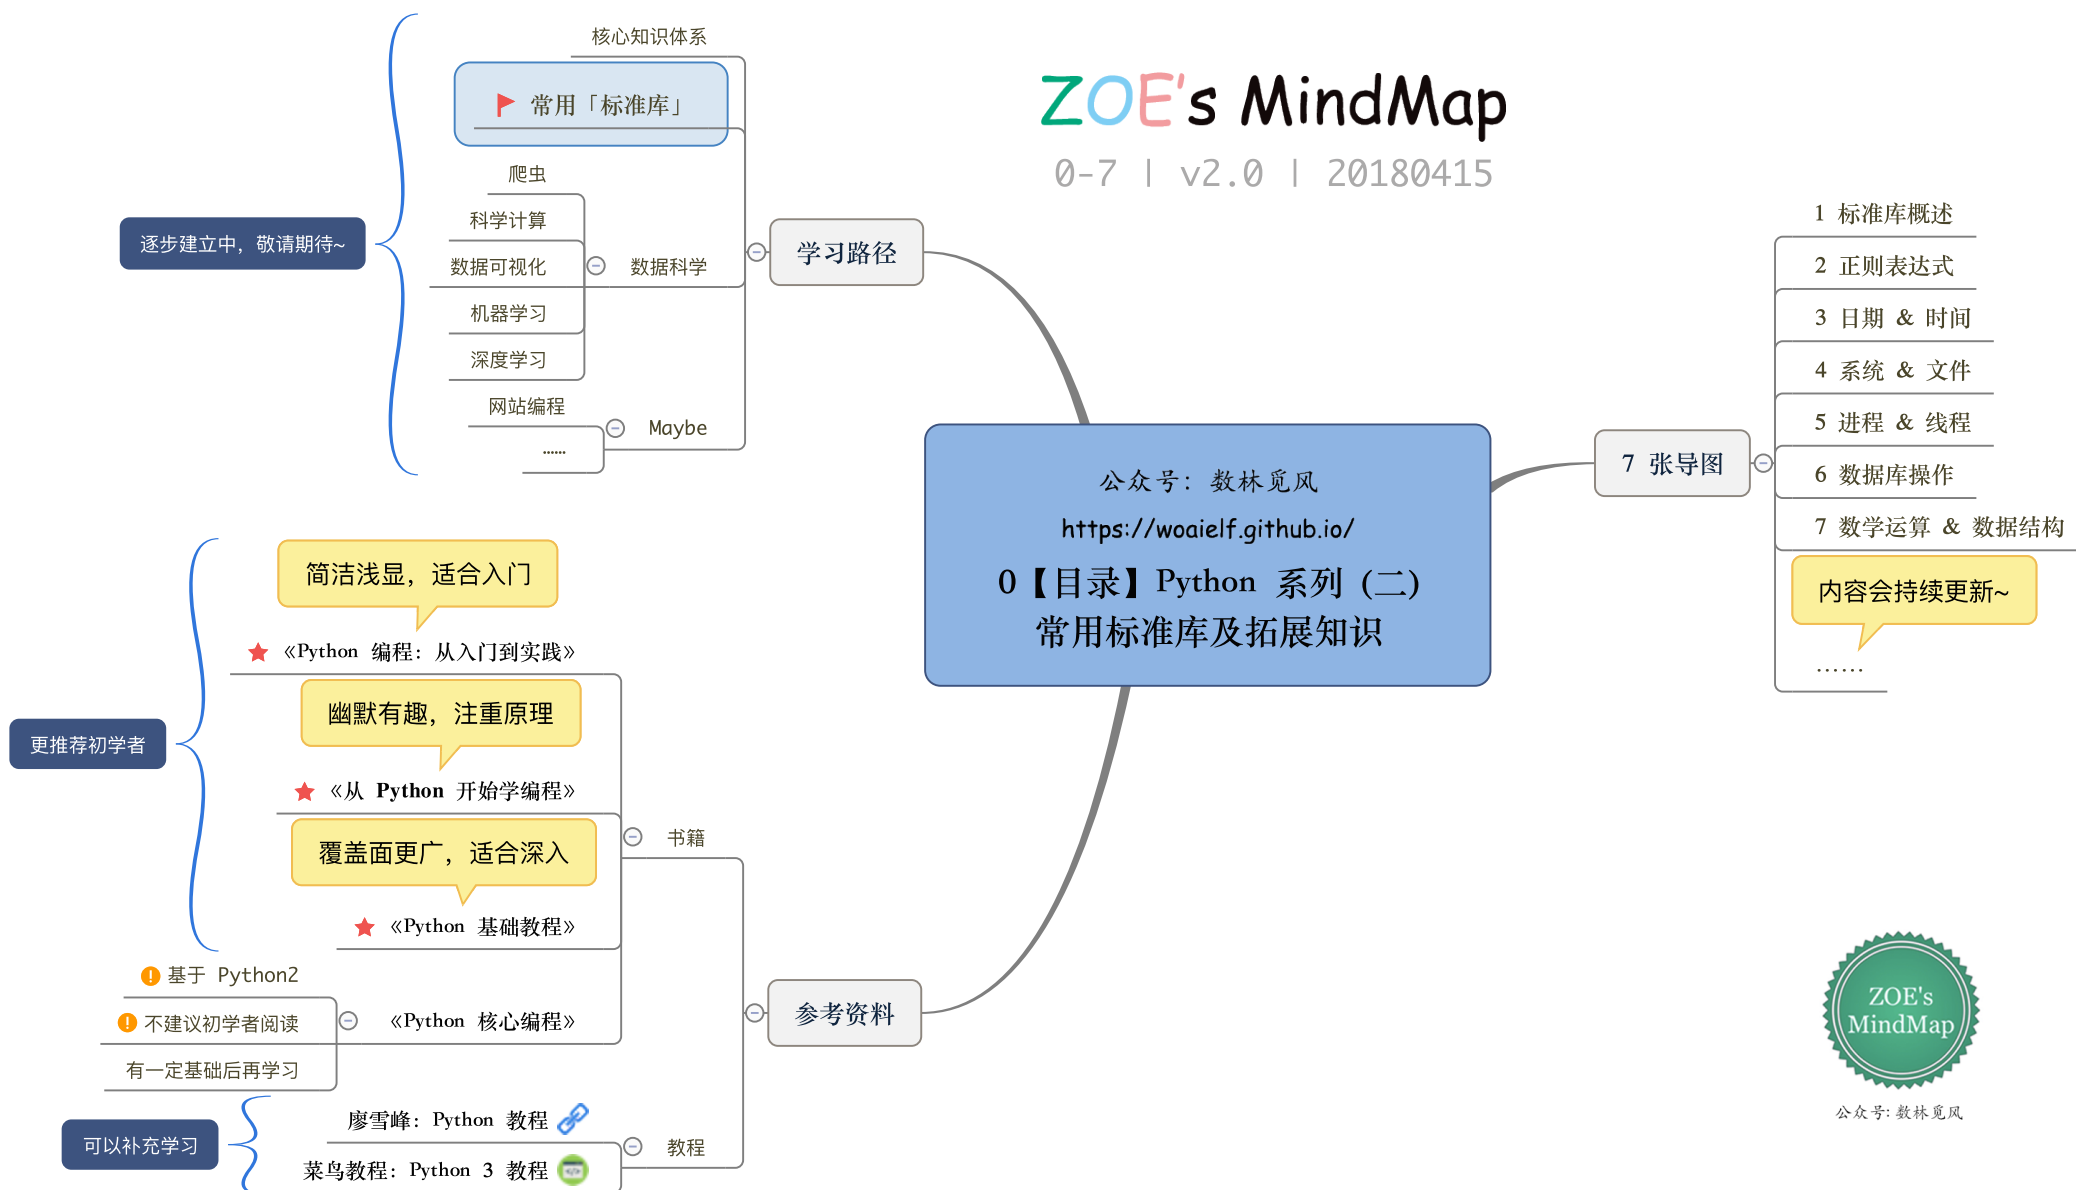 ZOE's MindMap
0-7 | v2.0 | 20180415
核心知识体系
常用「标准库」
爬虫
科学计算
数据可视化
机器学习
深度学习
数据科学
网站编程
……
Maybe
学习路径
逐步建立中，敬请期待~
公众号：数林觅风
https://woaielf.github.io/
0【目录】Python 系列 (二)
常用标准库及拓展知识
7 张导图
1 标准库概述
2 正则表达式
3 日期 & 时间
4 系统 & 文件
5 进程 & 线程
6 数据库操作
7 数学运算 & 数据结构
内容会持续更新~
……
简洁浅显，适合入门
《Python 编程：从入门到实践》
幽默有趣，注重原理
《从 Python 开始学编程》
覆盖面更广，适合深入
《Python 基础教程》
更推荐初学者
书籍
基于 Python2
不建议初学者阅读
有一定基础后再学习
《Python 核心编程》
参考资料
廖雪峰：Python 教程
菜鸟教程：Python 3 教程
教程
可以补充学习
ZOE's
MindMap
公众号：数林觅风